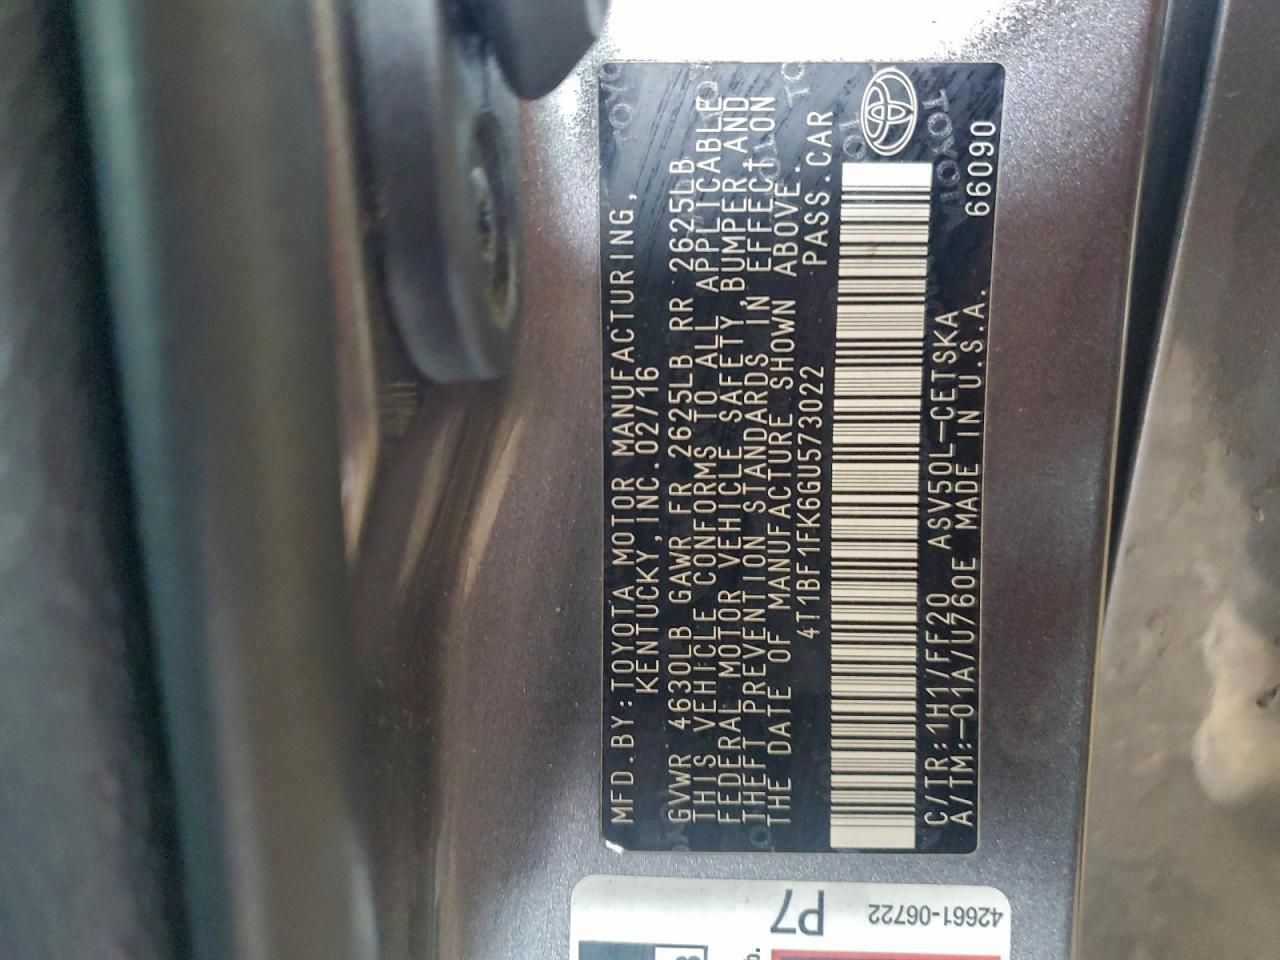 MFD.BY:TOYOTA MOTOR MANUFACTURING,
KENTUCKY,INC.02/16
GVWR 4630LB GAWR FR 2625LB RR 2625LB
THIS VEHICLE CONFORMS TO ALL APPLICABLE
FEDERAL MOTOR VEHICLE SAFETY,BUMPER,AND
THEFT PREVENTION STANDARDS IN EFFECT ON
THE DATE OF MANUFACTURE SHOWN ABOVE.
4T1BF1FK6GU573022 PASS.CAR
TOYOTA
C/TR:1H1/FF20 ASV50L-CETSKA
A/TM:-01A/U760E MADE IN U.S.A.
66090
P7
42661-06722